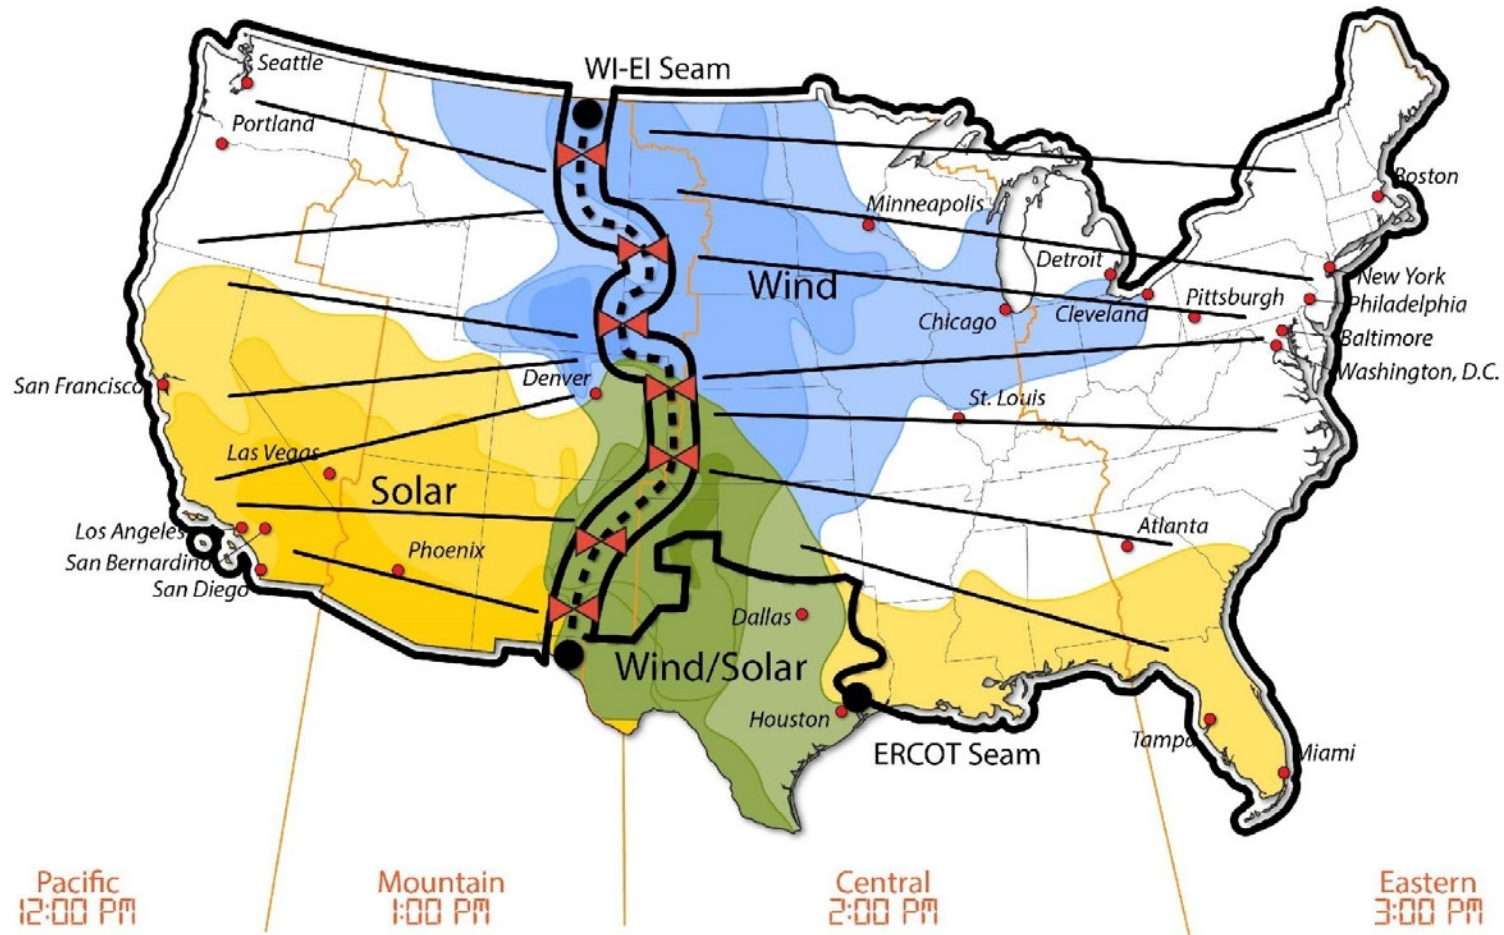 WI-EI Seam
Seattle
Portland
Boston
Minneapolis
Detroit
New York
Wind
Pittsburgh
Philadelphia
Chicago
Cleveland
Baltimore
Denver
Washington, D.C.
San Francisco
St. Louis
Las Vegas
Solar
Los Angeles
Phoenix
Atlanta
San Bernardino
San Diego
Dallas
Wind/Solar
Houston
ERCOT Seam
Tampa
Miami
Pacific
12:00 PM
Mountain
1:00 PM
Central
2:00 PM
Eastern
3:00 PM